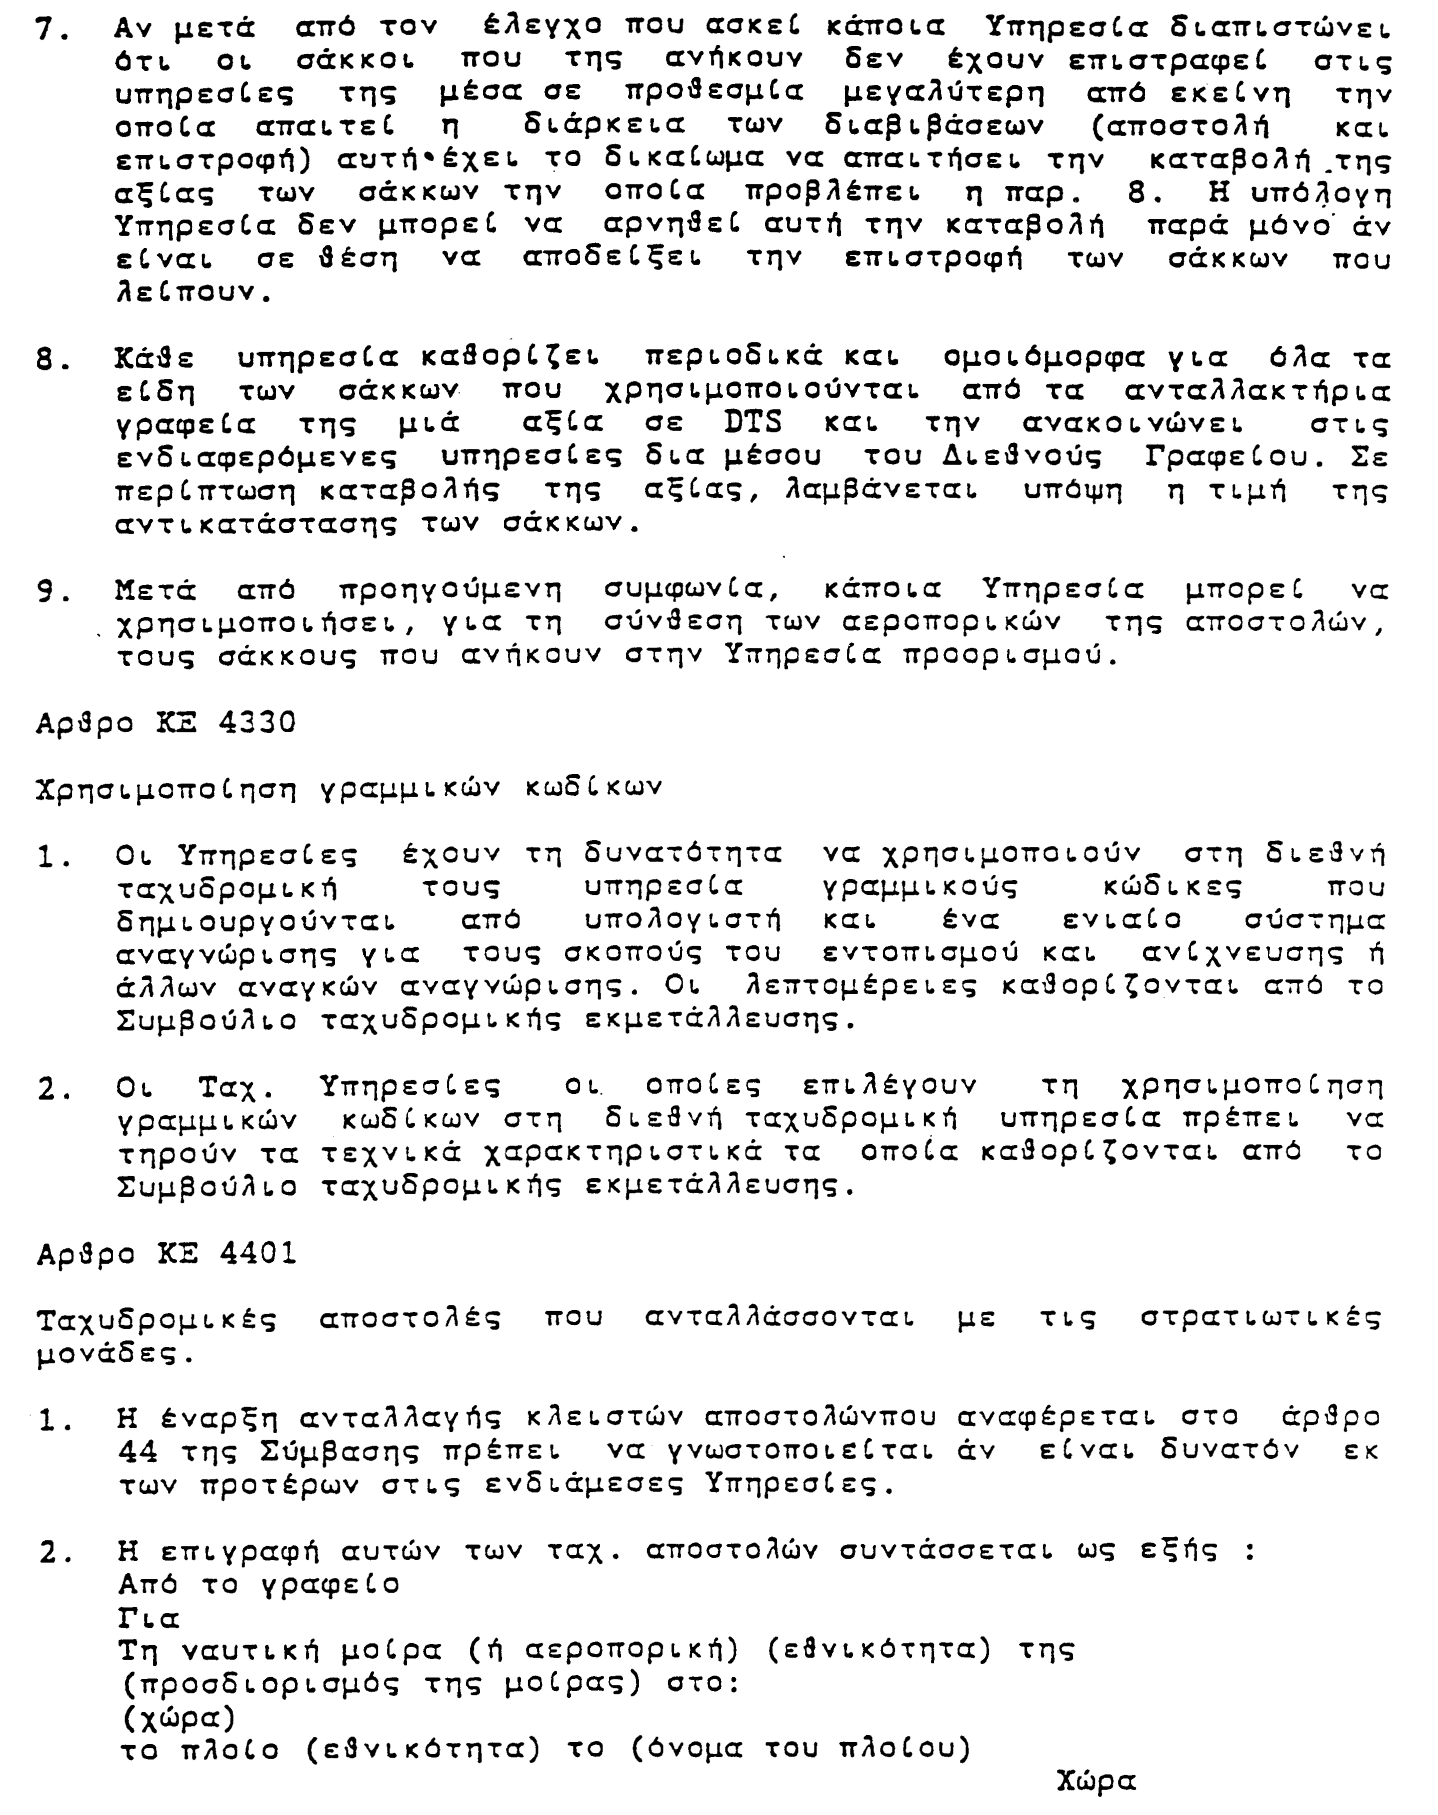 7. Αν μετά από τον έλεγχο που ασκεί κάποια Υπηρεσία διαπιστώνει
ότι οι σάκκοι που της ανήκουν δεν έχουν επιστραφεί στις
υπηρεσίες της μέσα σε προθεσμία μεγαλύτερη από εκείνη την
οποία απαιτεί η διάρκεια των διαβιβάσεων (αποστολή και
επιστροφή) αυτή έχει το δικαίωμα να απαιτήσει την καταβολή της
αξίας των σάκκων την οποία προβλέπει η παρ. 8. Η υπόλογη
Υπηρεσία δεν μπορεί να αρνηθεί αυτή την καταβολή παρά μόνο άν
είναι σε θέση να αποδείξει την επιστροφή των σάκκων που
λείπουν.
8. Κάθε υπηρεσία καθορίζει περιοδικά και ομοιόμορφα για όλα τα
είδη των σάκκων που χρησιμοποιούνται από τα ανταλλακτήρια
γραφεία της μιά αξία σε DTS και την ανακοινώνει στις
ενδιαφερόμενες υπηρεσίες δια μέσου του Διεθνούς Γραφείου. Σε
περίπτωση καταβολής της αξίας, λαμβάνεται υπόψη η τιμή της
αντικατάστασης των σάκκων.
9. Μετά από προηγούμενη συμφωνία, κάποια Υπηρεσία μπορεί να
χρησιμοποιήσει, για τη σύνθεση των αεροπορικών της αποστολών,
τους σάκκους που ανήκουν στην Υπηρεσία προορισμού.
Αρθρο ΚΕ 4330
Χρησιμοποίηση γραμμικών κωδίκων
1. Οι Υπηρεσίες έχουν τη δυνατότητα να χρησιμοποιούν στη διεθνή
ταχυδρομική τους υπηρεσία γραμμικούς κώδικες που
δημιουργούνται από υπολογιστή και ένα ενιαίο σύστημα
αναγνώρισης για τους σκοπούς του εντοπισμού και ανίχνευσης ή
άλλων αναγκών αναγνώρισης. Οι λεπτομέρειες καθορίζονται από το
Συμβούλιο ταχυδρομικής εκμετάλλευσης.
2. Οι Ταχ. Υπηρεσίες οι οποίες επιλέγουν τη χρησιμοποίηση
γραμμικών κωδίκων στη διεθνή ταχυδρομική υπηρεσία πρέπει να
τηρούν τα τεχνικά χαρακτηριστικά τα οποία καθορίζονται από το
Συμβούλιο ταχυδρομικής εκμετάλλευσης.
Αρθρο ΚΕ 4401
Ταχυδρομικές αποστολές που ανταλλάσσονται με τις στρατιωτικές
μονάδες.
1. Η έναρξη ανταλλαγής κλειστών αποστολώνπου αναφέρεται στο άρθρο
44 της Σύμβασης πρέπει να γνωστοποιείται άν είναι δυνατόν εκ
των προτέρων στις ενδιάμεσες Υπηρεσίες.
2. Η επιγραφή αυτών των ταχ. αποστολών συντάσσεται ως εξής :
Από το γραφείο
Για
Τη ναυτική μοίρα (ή αεροπορική) (εθνικότητα) της
(προσδιορισμός της μοίρας) στο:
(χώρα)
το πλοίο (εθνικότητα) το (όνομα του πλοίου)
Χώρα